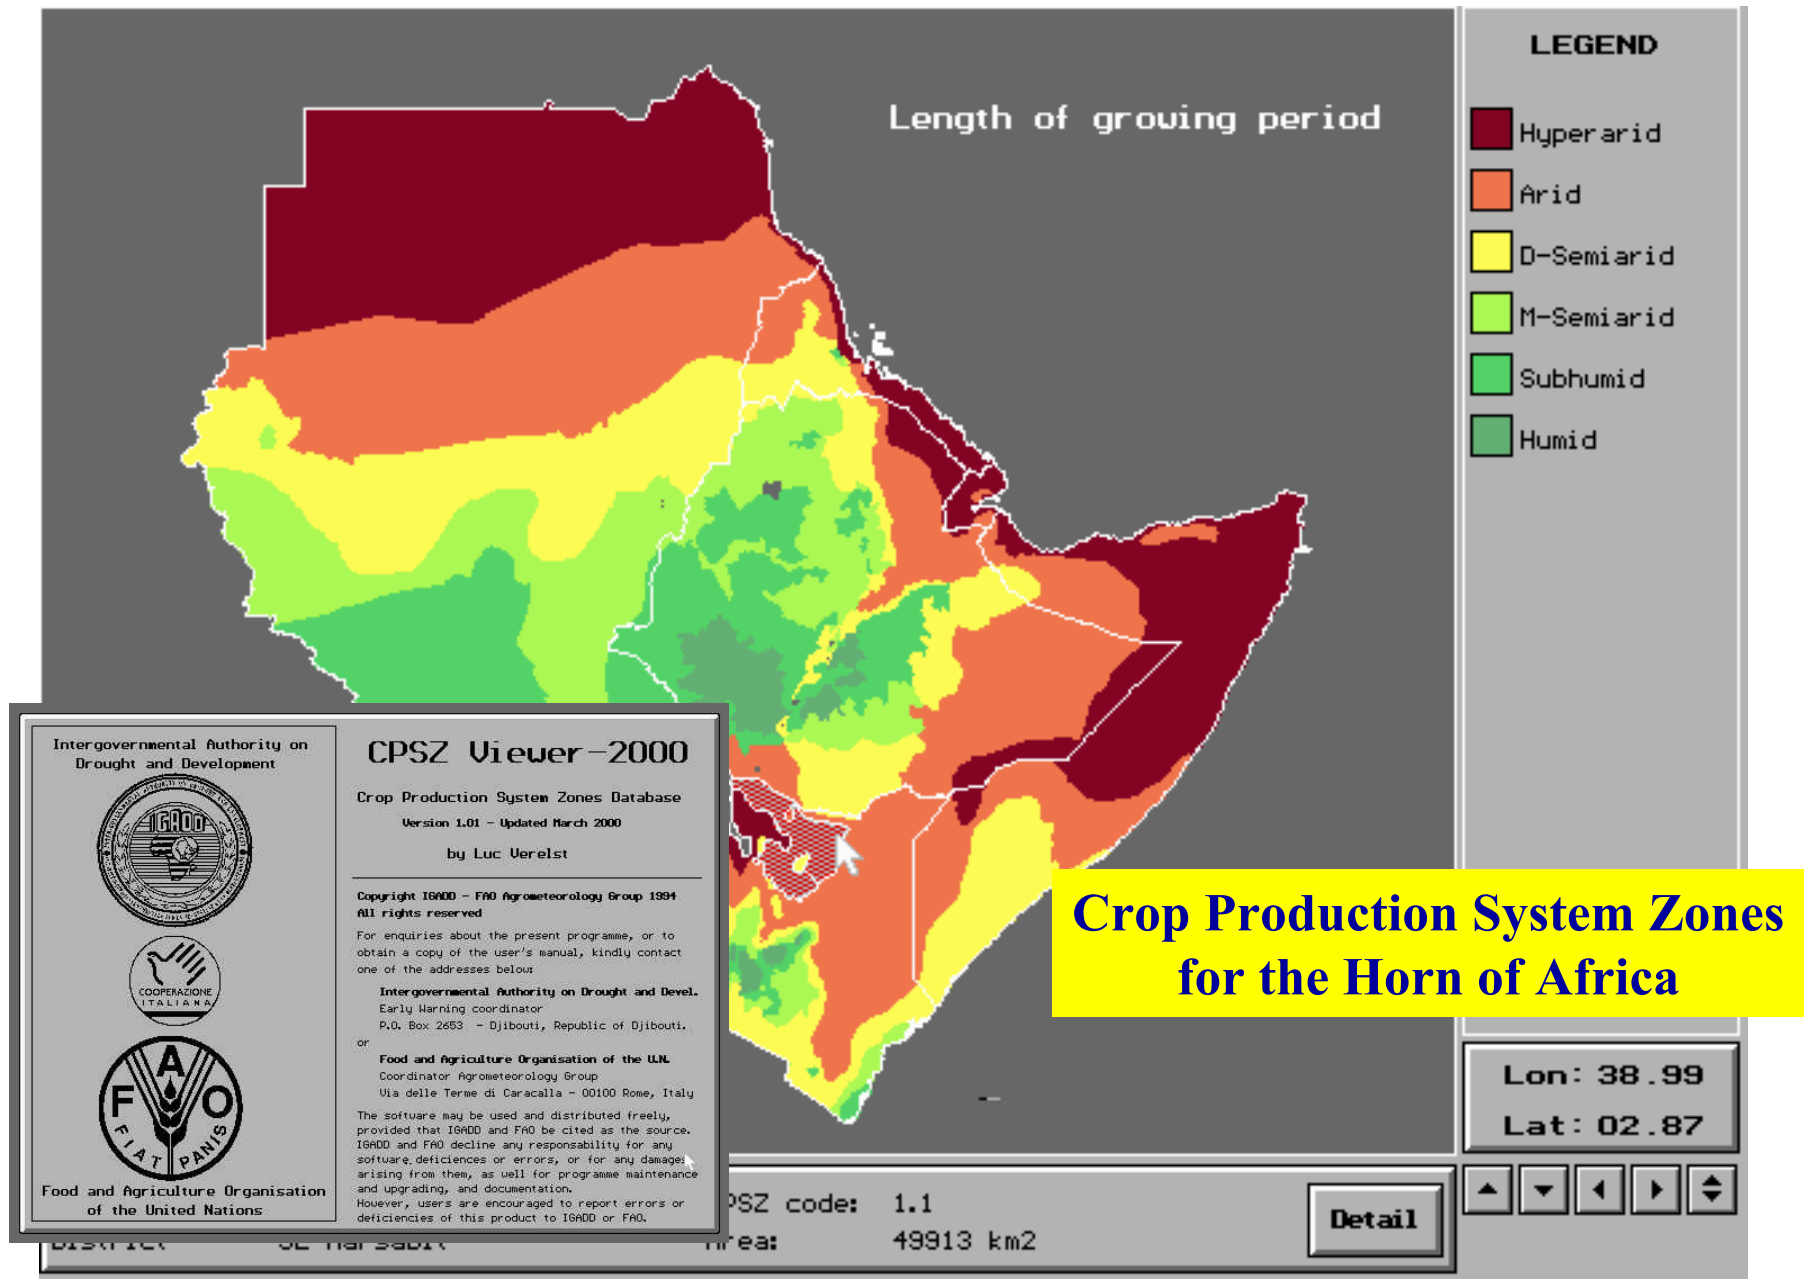 Length of growing period
LEGEND
Hyperarid
Arid
D-Semiarid
M-Semiarid
Subhumid
Humid
Crop Production System Zones
for the Horn of Africa
Lon: 38.99
Lat: 02.87
Intergovernmental Authority on
Drought and Development
IGADD
COOPERAZIONE
ITALIANA
F A O
FIAT PANIS
Food and Agriculture Organisation
of the United Nations
CPSZ Viewer-2000
Crop Production System Zones Database
Version 1.01 - Updated March 2000
by Luc Verelst
Copyright IGADD - FAO Agrometeorology Group 1994
All rights reserved
For enquiries about the present programme, or to
obtain a copy of the user's manual, kindly contact
one of the addresses below:
Intergovernmental Authority on Drought and Devel.
Early Warning coordinator
P.O. Box 2653 - Djibouti, Republic of Djibouti.
or
Food and Agriculture Organisation of the U.N.
Coordinator Agrometeorology Group
Via delle Terme di Caracalla - 00100 Rome, Italy
The software may be used and distributed freely,
provided that IGADD and FAO be cited as the source.
IGADD and FAO decline any responsability for any
software deficiences or errors, or for any damages
arising from them, as well for programme maintenance
and upgrading, and documentation.
However, users are encouraged to report errors or
deficiencies of this product to IGADD or FAO.
PSZ code: 1.1
District SE Marsabit Area: 49913 km2
Detail